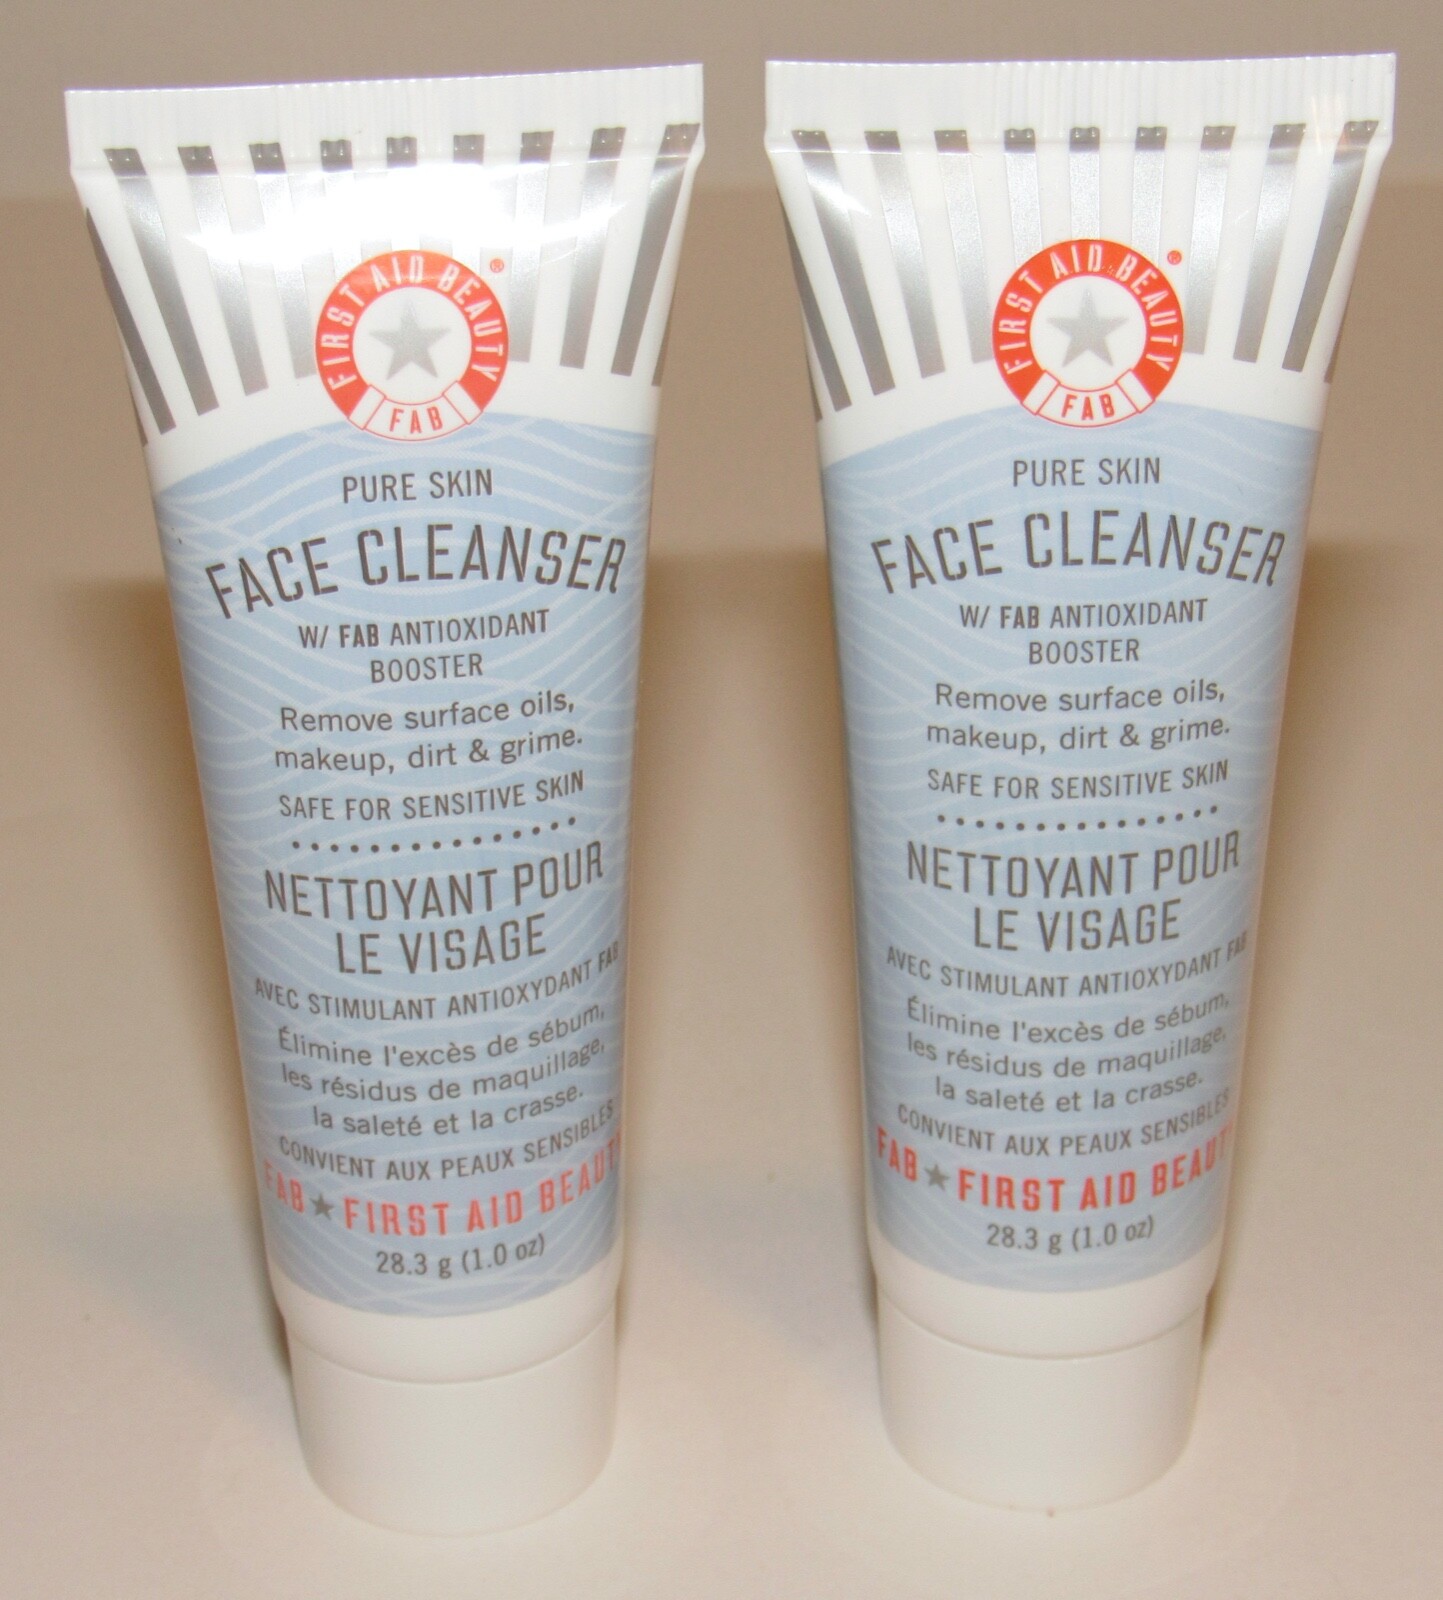 FIRST AID BEAUTY®
FAB
PURE SKIN
FACE CLEANSER
W/ FAB ANTIOXIDANT
BOOSTER
Remove surface oils,
makeup, dirt & grime.
SAFE FOR SENSITIVE SKIN
NETTOYANT POUR
LE VISAGE
AVEC STIMULANT ANTIOXYDANT FAB
Élimine l'excès de sébum,
les résidus de maquillage,
la saleté et la crasse.
CONVIENT AUX PEAUX SENSIBLES
FAB ★ FIRST AID BEAUT
28.3 g (1.0 oz)
FIRST AID BEAUTY®
FAB
PURE SKIN
FACE CLEANSER
W/ FAB ANTIOXIDANT
BOOSTER
Remove surface oils,
makeup, dirt & grime.
SAFE FOR SENSITIVE SKIN
NETTOYANT POUR
LE VISAGE
AVEC STIMULANT ANTIOXYDANT FAB
Élimine l'excès de sébum,
les résidus de maquillage,
la saleté et la crasse.
CONVIENT AUX PEAUX SENSIBLES
FAB ★ FIRST AID BEAUT
28.3 g (1.0 oz)